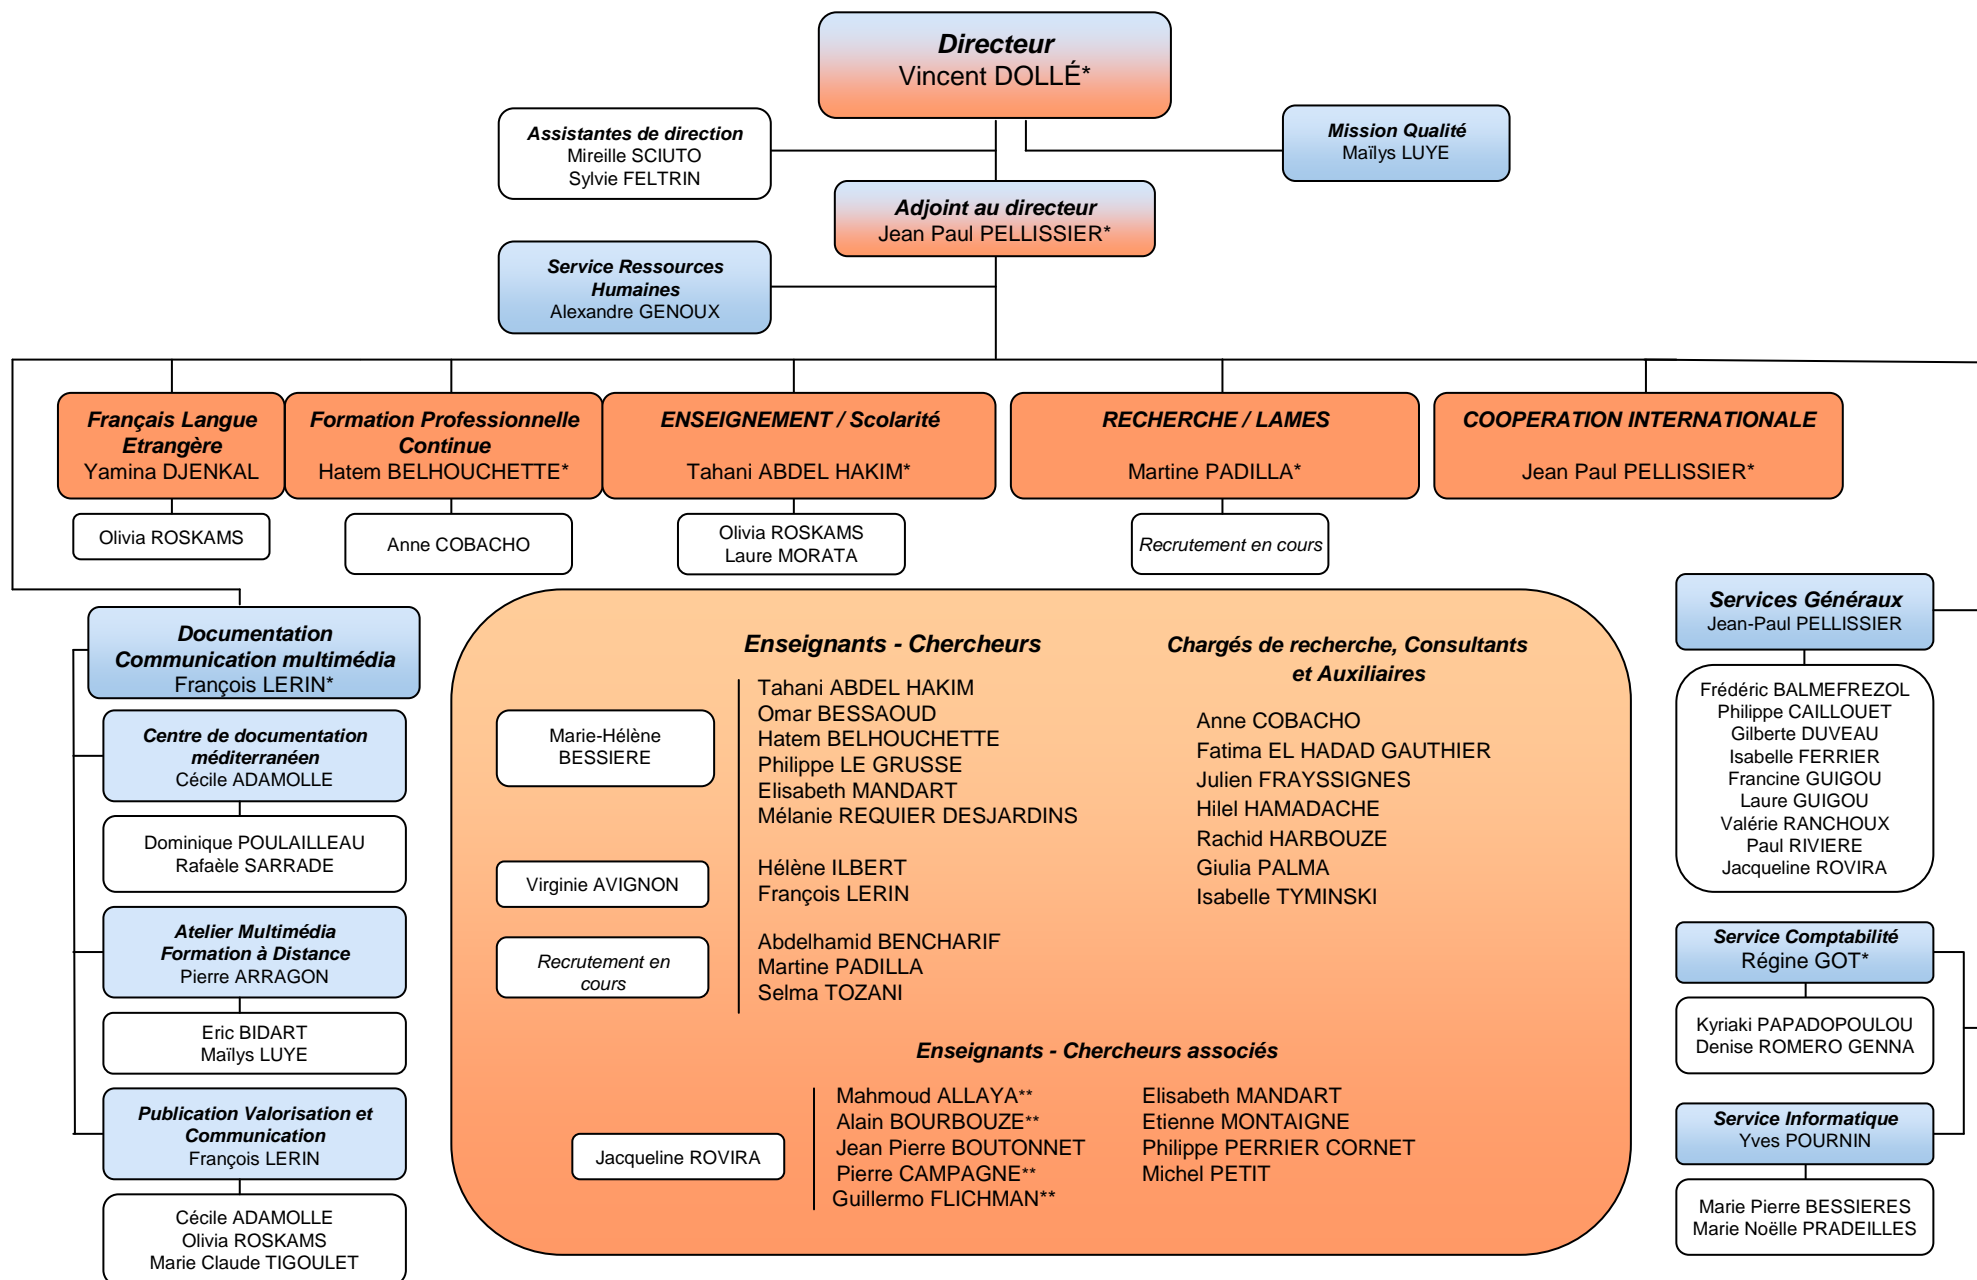 Directeur
Vincent DOLLÉ*
Assistantes de direction
Mireille SCIUTO
Sylvie FELTRIN
Mission Qualité
Maïlys LUYE
Adjoint au directeur
Jean Paul PELLISSIER*
Service Ressources
Humaines
Alexandre GENOUX
Français Langue
Etrangère
Yamina DJENKAL
Olivia ROSKAMS
Formation Professionnelle
Continue
Hatem BELHOUCHETTE*
Anne COBACHO
ENSEIGNEMENT / Scolarité
Tahani ABDEL HAKIM*
Olivia ROSKAMS
Laure MORATA
RECHERCHE / LAMES
Martine PADILLA*
Recrutement en cours
COOPERATION INTERNATIONALE
Jean Paul PELLISSIER*
Documentation
Communication multimédia
François LERIN*
Centre de documentation
méditerranéen
Cécile ADAMOLLE
Dominique POULAILLEAU
Rafaèle SARRADE
Atelier Multimédia
Formation à Distance
Pierre ARRAGON
Eric BIDART
Maïlys LUYE
Publication Valorisation et
Communication
François LERIN
Cécile ADAMOLLE
Olivia ROSKAMS
Marie Claude TIGOULET
Enseignants - Chercheurs
Marie-Hélène
BESSIERE
Tahani ABDEL HAKIM
Omar BESSAOUD
Hatem BELHOUCHETTE
Philippe LE GRUSSE
Elisabeth MANDART
Mélanie REQUIER DESJARDINS
Virginie AVIGNON
Hélène ILBERT
François LERIN
Recrutement en
cours
Abdelhamid BENCHARIF
Martine PADILLA
Selma TOZANI
Chargés de recherche, Consultants
et Auxiliaires
Anne COBACHO
Fatima EL HADAD GAUTHIER
Julien FRAYSSIGNES
Hilel HAMADACHE
Rachid HARBOUZE
Giulia PALMA
Isabelle TYMINSKI
Enseignants - Chercheurs associés
Jacqueline ROVIRA
Mahmoud ALLAYA**
Alain BOURBOUZE**
Jean Pierre BOUTONNET
Pierre CAMPAGNE**
Guillermo FLICHMAN**
Elisabeth MANDART
Etienne MONTAIGNE
Philippe PERRIER CORNET
Michel PETIT
Services Généraux
Jean-Paul PELLISSIER
Frédéric BALMEFREZOL
Philippe CAILLOUET
Gilberte DUVEAU
Isabelle FERRIER
Francine GUIGOU
Laure GUIGOU
Valérie RANCHOUX
Paul RIVIERE
Jacqueline ROVIRA
Service Comptabilité
Régine GOT*
Kyriaki PAPADOPOULOU
Denise ROMERO GENNA
Service Informatique
Yves POURNIN
Marie Pierre BESSIERES
Marie Noëlle PRADEILLES